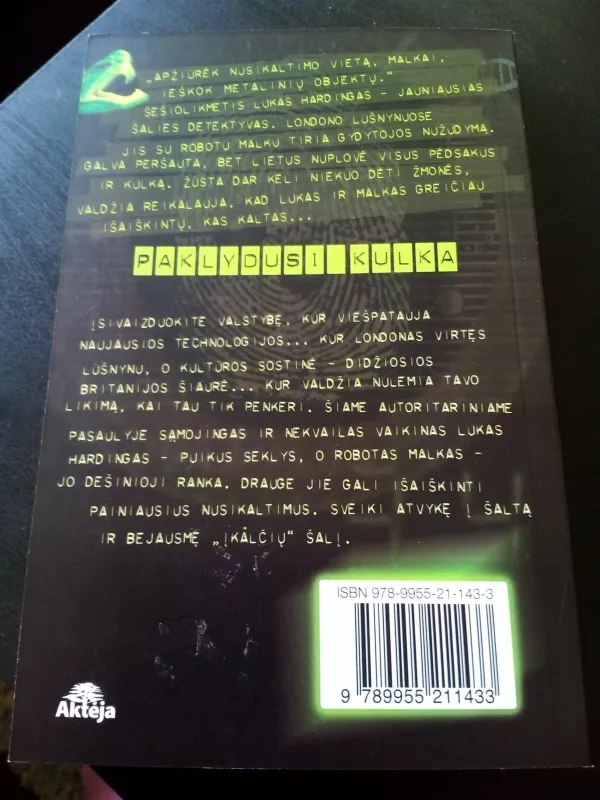 „APŽIŪRĖK NUSIKALTIMO VIETĄ, MALKAI,
IEŠKOK METALINIŲ OBJEKTŲ.“
ŠEŠIOLIKMETIS LUKAS HARDINGAS – JAUNIAUSIAS
ŠALIES DETEKTYVAS. LONDONO LŪŠNYNUOSE
JIS SU ROBOTU MALKU TIRIA GYDYTOJOS NUŽUDYMĄ.
GALVA PERŠAUTA, BET LIETUS NUPLOVĖ VISUS PĖDSAKUS
IR KULKĄ. ŽŪSTA DAR KELI NIEKUO DĖTI ŽMONĖS,
VALDŽIA REIKALAUJA, KAD LUKAS IR MALKAS GREIČIAU
IŠAIŠKINTŲ, KAS KALTAS...
PAKLYDUSI KULKA
ĮSIVAIZDUOKITE VALSTYBĘ, KUR VIEŠPATAUJA
NAUJAUSIOS TECHNOLOGIJOS... KUR LONDONAS VIRTĘS
LŪŠNYNU, O KULTŪROS SOSTINĖ – DIDŽIOSIOS
BRITANIJOS ŠIAURĖ... KUR VALDŽIA NULEMIA TAVO
LIKIMĄ, KAI TAU TIK PENKERI. ŠIAME AUTORITARINIAME
PASAULYJE SĄMOJINGAS IR NEKVAILAS VAIKINAS LUKAS
HARDINGAS – PUIKUS SEKLYS, O ROBOTAS MALKAS –
JO DEŠINIOJI RANKA. DRAUGE JIE GALI IŠAIŠKINTI
PAINIAUSIUS NUSIKALTIMUS. SVEIKI ATVYKĘ Į ŠALTĄ
IR BEJAUSMĘ „ĮKALČIŲ“ ŠALĮ.
ISBN 978-9955-21-143-3
9 789955 211433
Aktėja